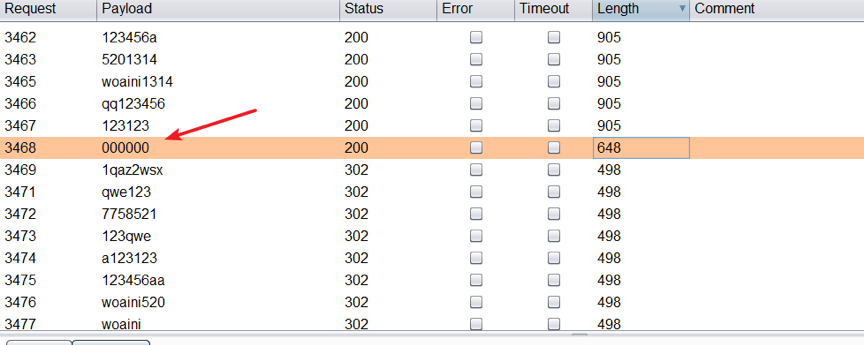 Request Payload Status Error Timeout Length Comment
3462 123456a 200 905
3463 5201314 200 905
3465 woaini1314 200 905
3466 qq123456 200 905
3467 123123 200 905
3468 000000 200 648
3469 1qaz2wsx 302 498
3471 qwe123 302 498
3472 7758521 302 498
3473 123qwe 302 498
3474 a123123 302 498
3475 123456aa 302 498
3476 woaini520 302 498
3477 woaini 302 498